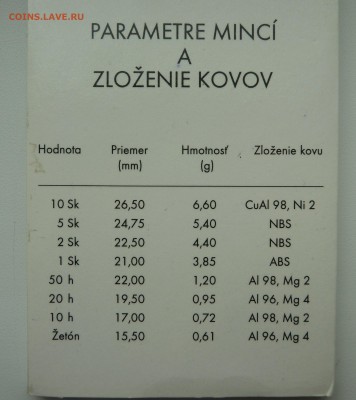 COINS.LAVE.RU
PARAMETRE MINCÍ
A
ZLOŽENIE KOVOV
Hodnota Priemer (mm) Hmotnosť (g) Zloženie kovu
10 Sk 26,50 6,60 CuAl 98, Ni 2
5 Sk 24,75 5,40 NBS
2 Sk 22,50 4,40 NBS
1 Sk 21,00 3,85 ABS
50 h 22,00 1,20 Al 98, Mg 2
20 h 19,50 0,95 Al 96, Mg 4
10 h 17,00 0,72 Al 98, Mg 2
Žetón 15,50 0,61 Al 96, Mg 4